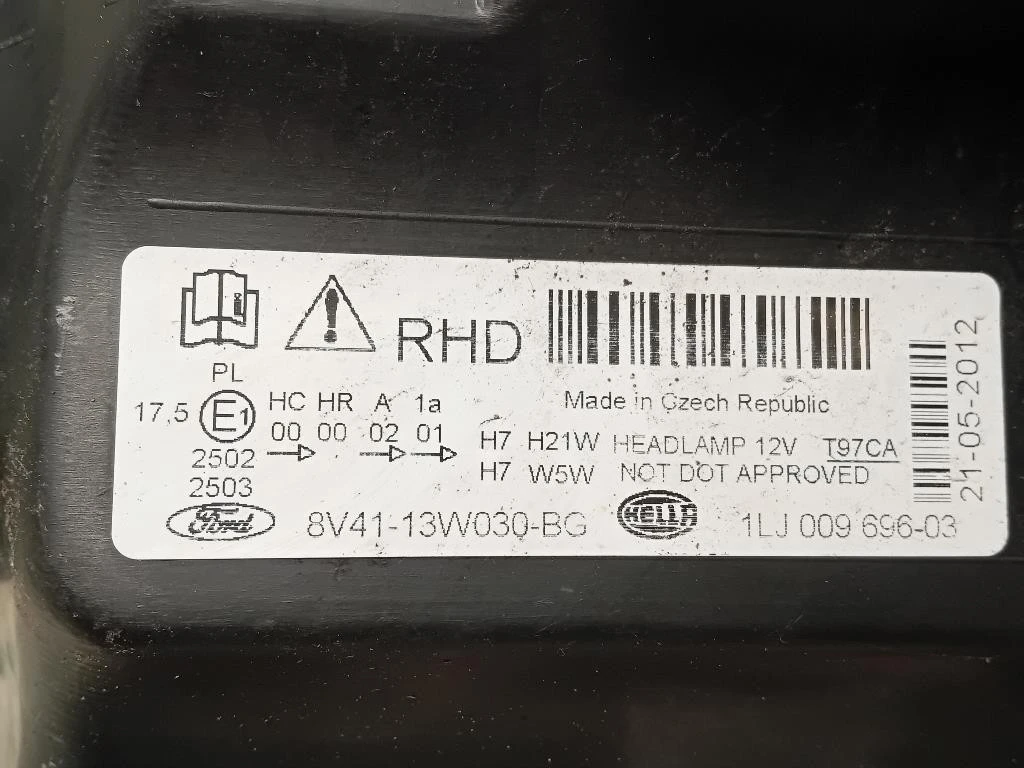 RHD
PL
17,5 E1 HC HR A 1a
00 00 02 01
2502
2503
Made in Czech Republic
H7 H21W HEADLAMP 12V T97CA
H7 W5W NOT DOT APPROVED
Ford 8V41-13W030-BG HELLA 1LJ 009 696-03
21-05-2012